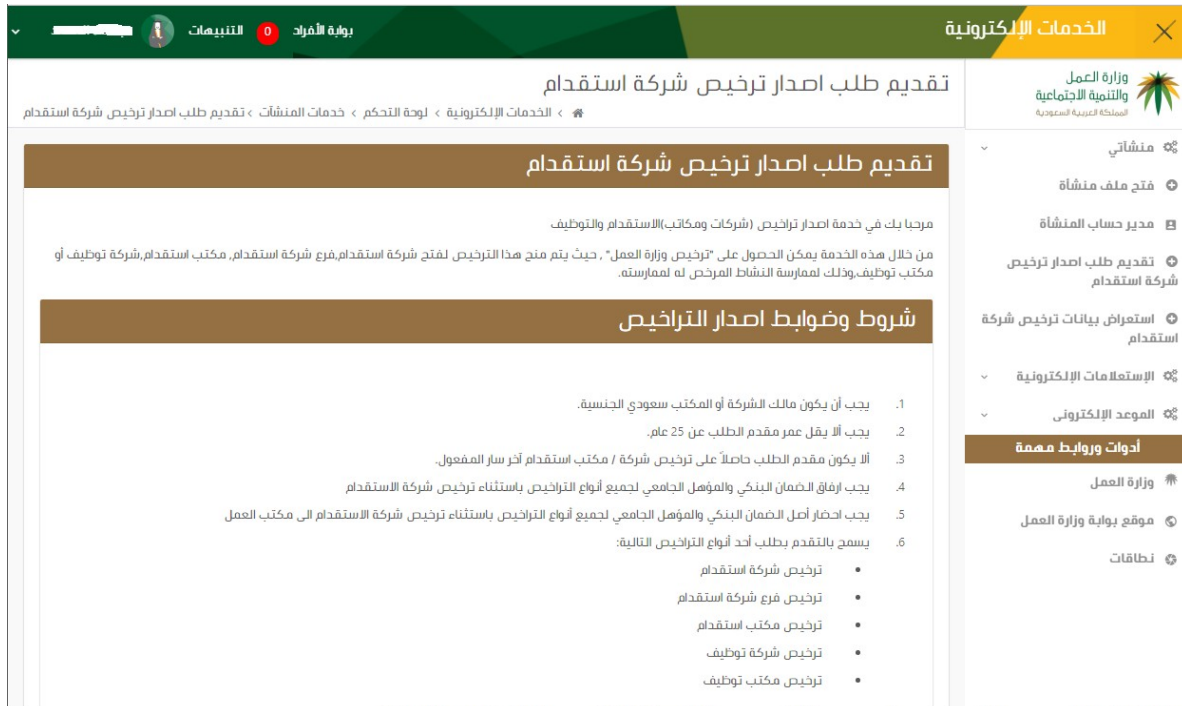 الخدمات الإلكترونية
بوابة الأفراد 0 التنبيهات
وزارة العمل
والتنمية الاجتماعية
المملكة العربية السعودية
منشآتي
فتح ملف منشأة
مدير حساب المنشأة
تقديم طلب اصدار ترخيص
شركة استقدام
استعراض بيانات ترخيص شركة
استقدام
الإستعلامات الإلكترونية
الموعد الإلكترونى
أدوات وروابط مهمة
وزارة العمل
موقع بوابة وزارة العمل
نطاقات
تقديم طلب اصدار ترخيص شركة استقدام
> الخدمات الإلكترونية > لوحة التحكم > خدمات المنشآت > تقديم طلب اصدار ترخيص شركة استقدام
تقديم طلب اصدار ترخيص شركة استقدام
مرحبا بك في خدمة اصدار تراخيص (شركات ومكاتب)الاستقدام والتوظيف
من خلال هذه الخدمة يمكن الحصول على "ترخيص وزارة العمل" , حيث يتم منح هذا الترخيص لفتح شركة استقدام,فرع شركة استقدام, مكتب استقدام,شركة توظيف أو
مكتب توظيف,وذلك لممارسة النشاط المرخص له لممارسته.
شروط وضوابط اصدار التراخيص
1. يجب أن يكون مالك الشركة أو المكتب سعودي الجنسية.
2. يجب ألا يقل عمر مقدم الطلب عن 25 عام.
3. ألا يكون مقدم الطلب حاصلاً على ترخيص شركة / مكتب استقدام آخر سار المفعول.
4. يجب ارفاق الضمان البنكي والمؤهل الجامعي لجميع أنواع التراخيص باستثناء ترخيص شركة الاستقدام
5. يجب احضار أصل الضمان البنكي والمؤهل الجامعي لجميع أنواع التراخيص باستثناء ترخيص شركة الاستقدام الى مكتب العمل
6. يسمح بالتقدم بطلب أحد أنواع التراخيص التالية:
• ترخيص شركة استقدام
• ترخيص فرع شركة استقدام
• ترخيص مكتب استقدام
• ترخيص شركة توظيف
• ترخيص مكتب توظيف